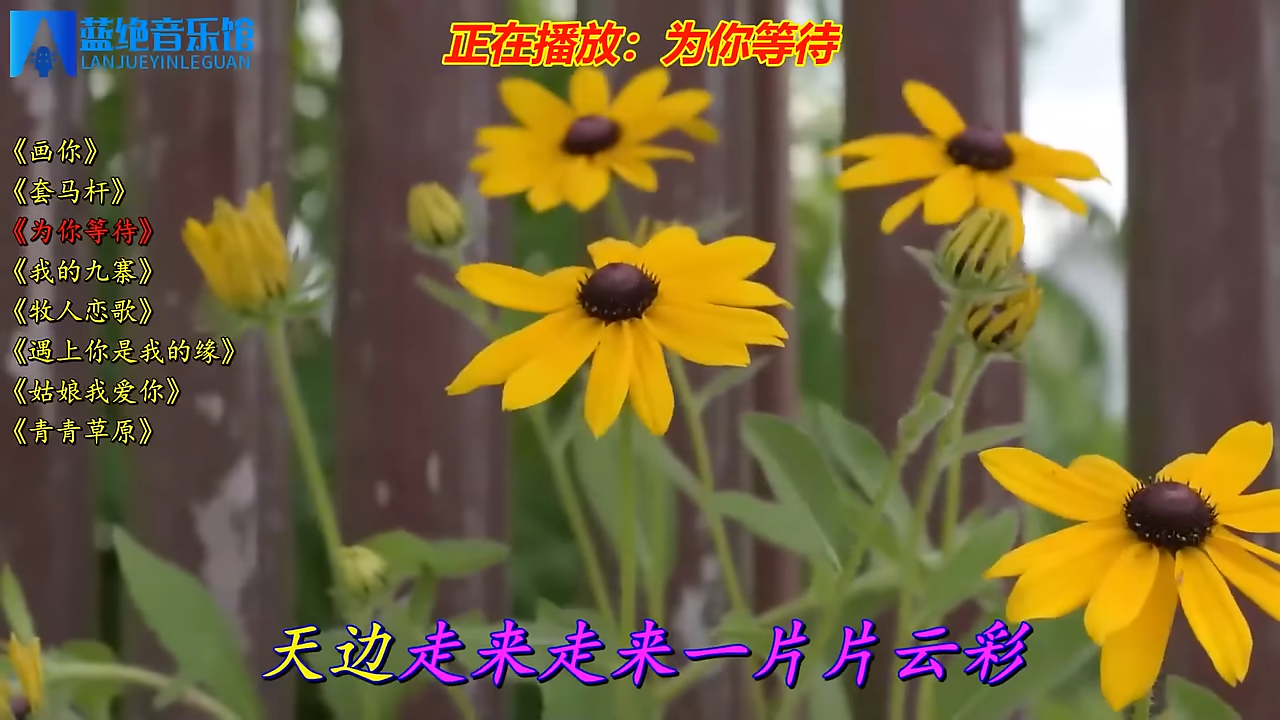 蓝绝音乐馆
LANJUEYINLEGUAN
正在播放：为你等待
《画你》
《套马杆》
《为你等待》
《我的九寨》
《牧人恋歌》
《遇上你是我的缘》
《姑娘我爱你》
《青青草原》
天边走来走来一片片云彩